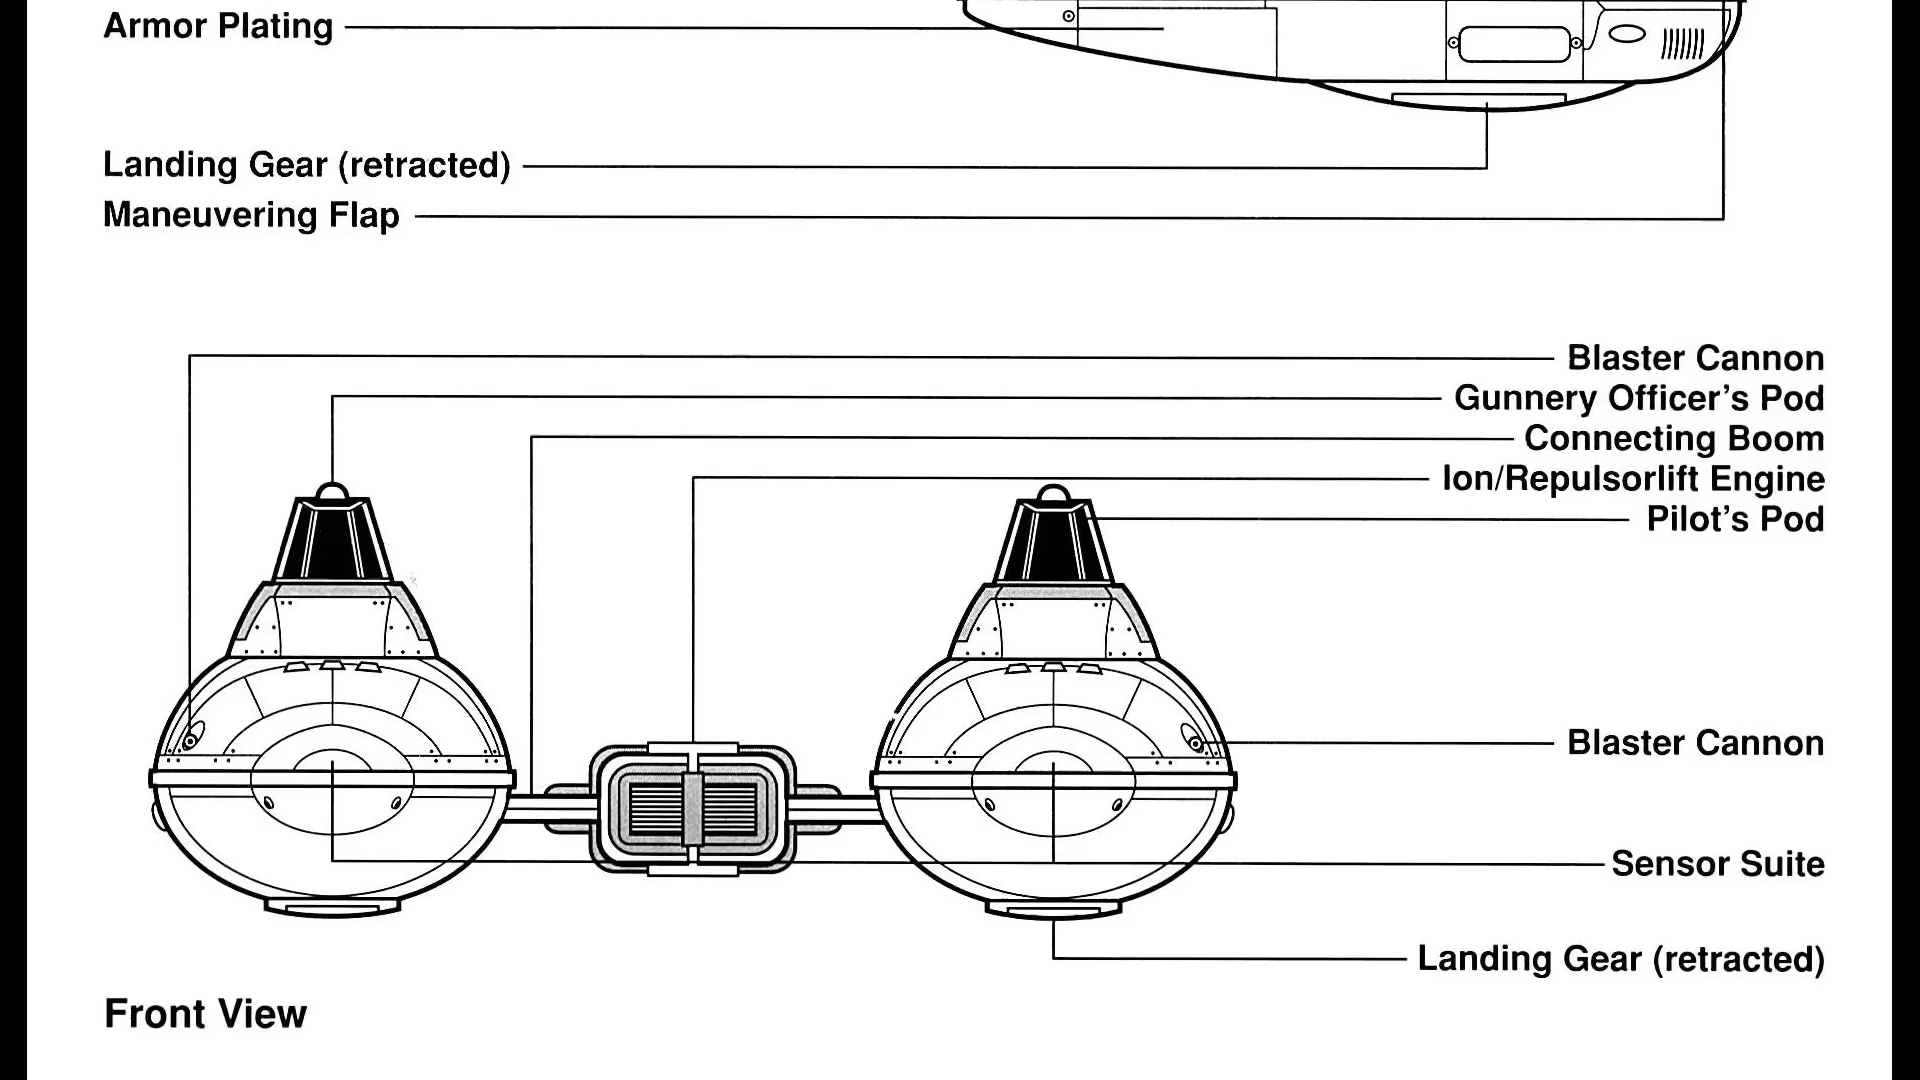 Armor Plating
Landing Gear (retracted)
Maneuvering Flap
Blaster Cannon
Gunnery Officer’s Pod
Connecting Boom
Ion/Repulsorlift Engine
Pilot’s Pod
Blaster Cannon
Sensor Suite
Landing Gear (retracted)
Front View